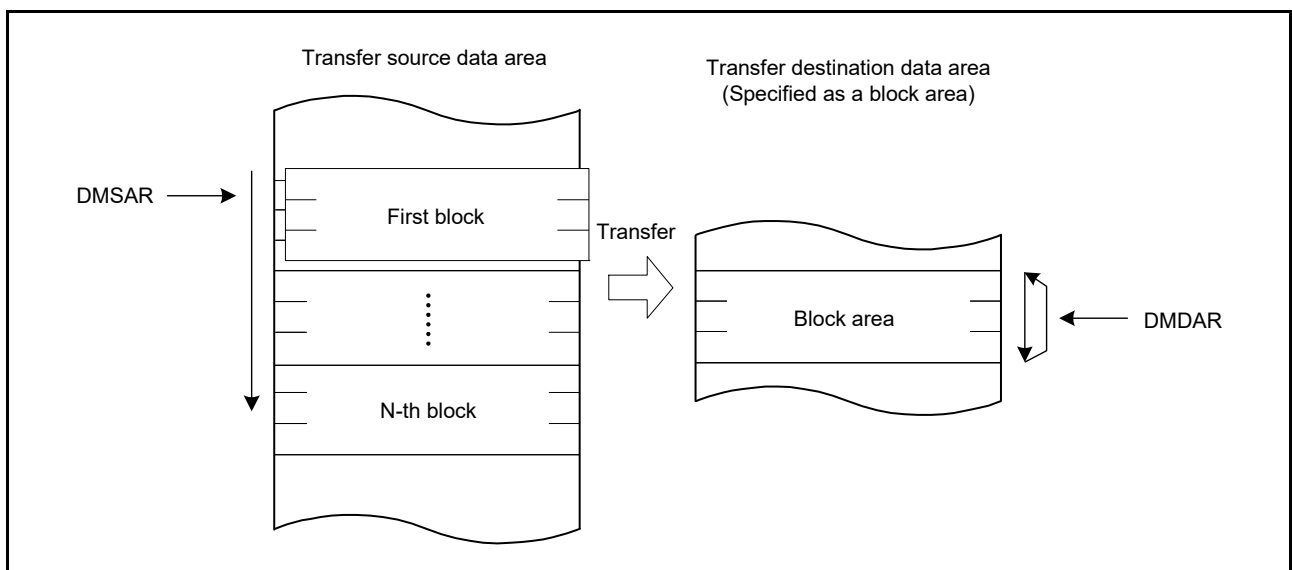 Transfer source data area
Transfer destination data area
(Specified as a block area)
DMSAR
First block
Transfer
Block area
DMDAR
N-th block